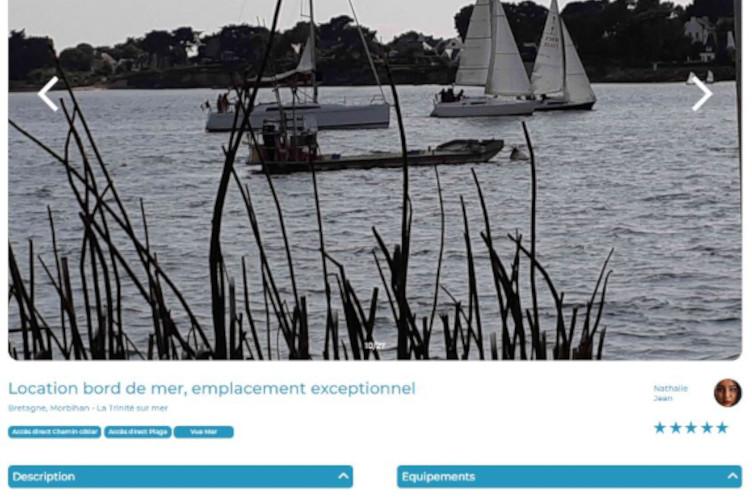 10/27
Location bord de mer, emplacement exceptionnel
Bretagne, Morbihan - La Trinité sur mer
Nathalie
Jean
Accès direct Chemin côtier Accès direct Plage Vue Mer
Description
Equipements